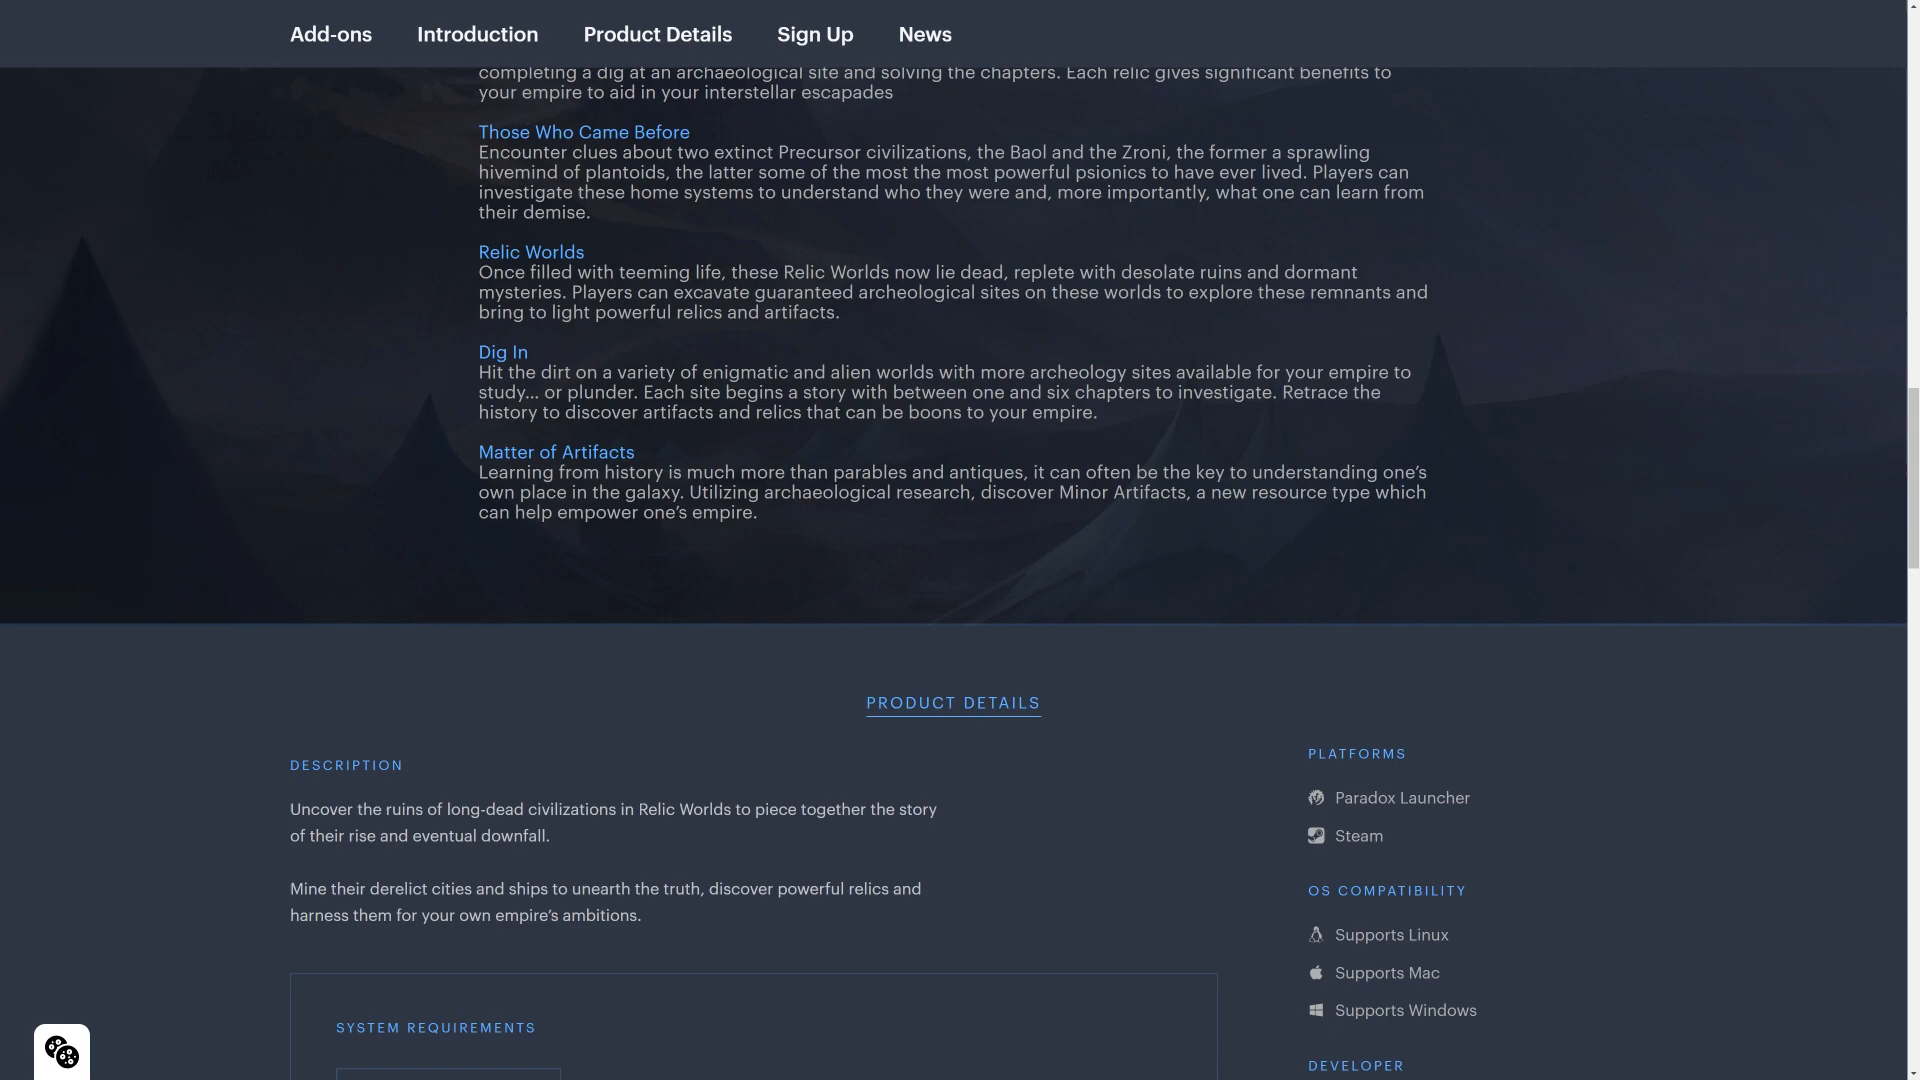 Add-ons Introduction Product Details Sign Up News
completing a dig at an archaeological site and solving the chapters. Each relic gives significant benefits to
your empire to aid in your interstellar escapades
Those Who Came Before
Encounter clues about two extinct Precursor civilizations, the Baol and the Zroni, the former a sprawling
hivemind of plantoids, the latter some of the most the most powerful psionics to have ever lived. Players can
investigate these home systems to understand who they were and, more importantly, what one can learn from
their demise.
Relic Worlds
Once filled with teeming life, these Relic Worlds now lie dead, replete with desolate ruins and dormant
mysteries. Players can excavate guaranteed archeological sites on these worlds to explore these remnants and
bring to light powerful relics and artifacts.
Dig In
Hit the dirt on a variety of enigmatic and alien worlds with more archeology sites available for your empire to
study... or plunder. Each site begins a story with between one and six chapters to investigate. Retrace the
history to discover artifacts and relics that can be boons to your empire.
Matter of Artifacts
Learning from history is much more than parables and antiques, it can often be the key to understanding one’s
own place in the galaxy. Utilizing archaeological research, discover Minor Artifacts, a new resource type which
can help empower one’s empire.
PRODUCT DETAILS
DESCRIPTION
Uncover the ruins of long-dead civilizations in Relic Worlds to piece together the story
of their rise and eventual downfall.
Mine their derelict cities and ships to unearth the truth, discover powerful relics and
harness them for your own empire’s ambitions.
SYSTEM REQUIREMENTS
PLATFORMS
Paradox Launcher
Steam
OS COMPATIBILITY
Supports Linux
Supports Mac
Supports Windows
DEVELOPER